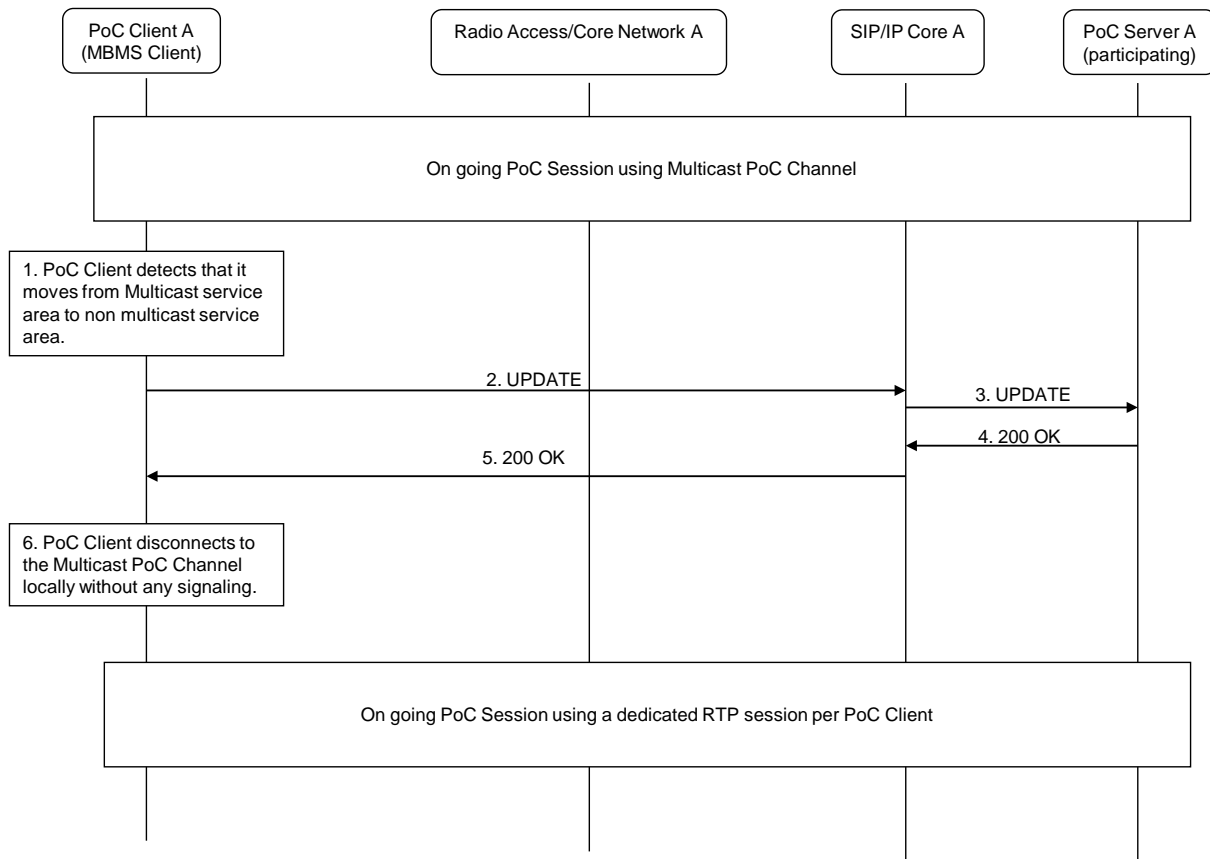 PoC Client A
(MBMS Client)
Radio Access/Core Network A
SIP/IP Core A
PoC Server A
(participating)
On going PoC Session using Multicast PoC Channel
1. PoC Client detects that it
moves from Multicast service
area to non multicast service
area.
2. UPDATE
3. UPDATE
4. 200 OK
5. 200 OK
6. PoC Client disconnects to
the Multicast PoC Channel
locally without any signaling.
On going PoC Session using a dedicated RTP session per PoC Client